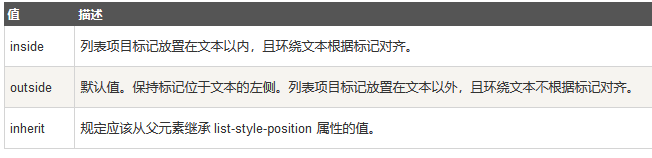 值 描述
inside 列表项目标记放置在文本以内，且环绕文本根据标记对齐。
outside 默认值。保持标记位于文本的左侧。列表项目标记放置在文本以外，且环绕文本不根据标记对齐。
inherit 规定应该从父元素继承 list-style-position 属性的值。